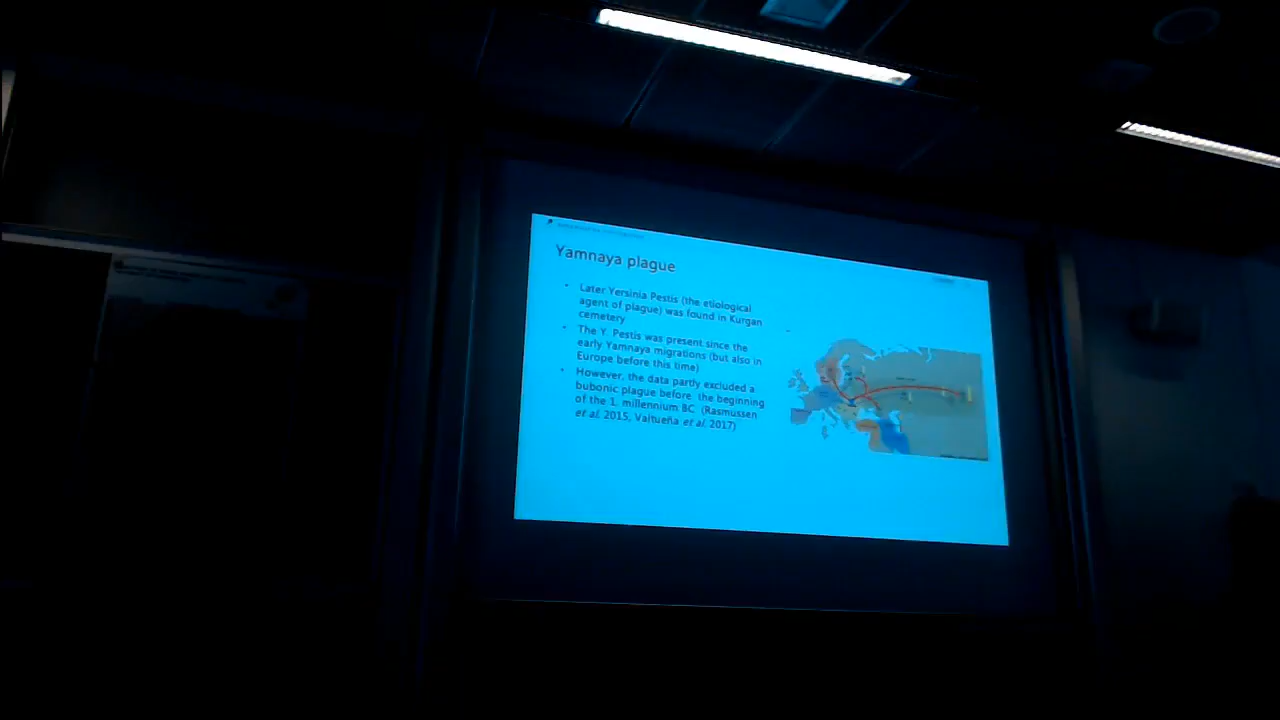 Yamnaya plague
• Later Yersinia Pestis (the etiological
agent of plague) was found in Kurgan
cemetery
• The Y. Pestis was present since the
early Yamnaya migrations (but also in
Europe before this time)
• However, the data partly excluded a
bubonic plague before the beginning
of the 1. millennium BC (Rasmussen
et al. 2015, Valtueña et al. 2017)